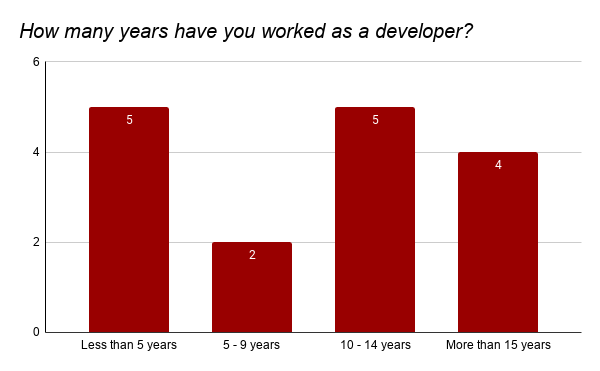 How many years have you worked as a developer?
6
4
2
0
5
2
5
4
Less than 5 years
5 - 9 years
10 - 14 years
More than 15 years